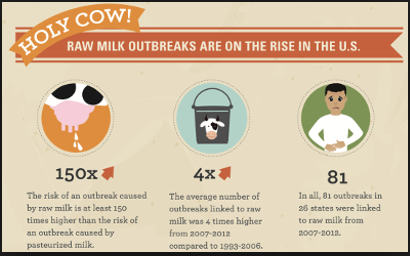 HOLY COW!
RAW MILK OUTBREAKS ARE ON THE RISE IN THE U.S.
150x
The risk of an outbreak caused
by raw milk is at least 150
times higher than the risk of
an outbreak caused by
pasteurized milk.
4x
The average number of
outbreaks linked to raw
milk was 4 times higher
from 2007-2012
compared to 1993-2006.
81
In all, 81 outbreaks in
26 states were linked
to raw milk from
2007-2012.